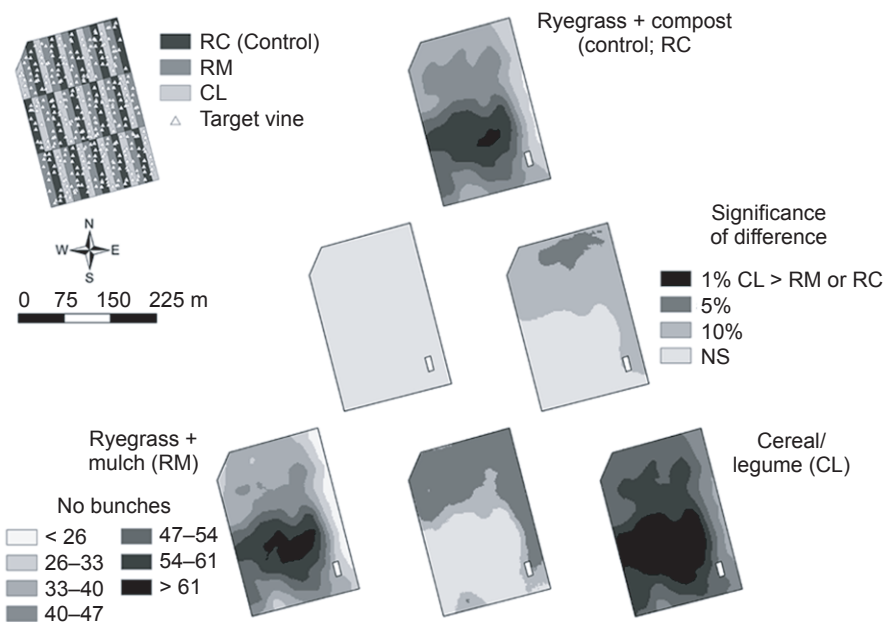 RC (Control)
RM
CL
Target vine
Ryegrass + compost
(control; RC
N
W
E
S
0 75 150 225 m
Significance
of difference
1% CL > RM or RC
5%
10%
NS
Ryegrass +
mulch (RM)
No bunches
< 26
26–33
33–40
40–47
47–54
54–61
> 61
Cereal/
legume (CL)